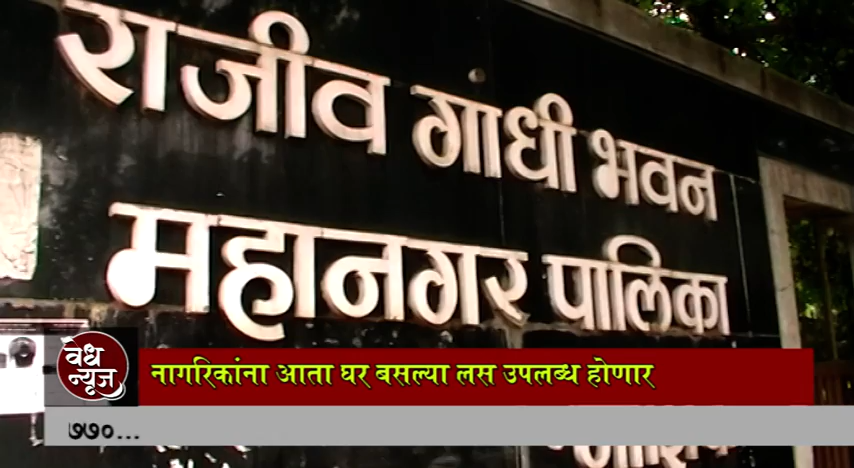 राजीव गांधी भवन
महानगर पालिका
वेध
न्यूज
नागरिकांना आता घर बसल्या लस उपलब्ध होणार
७७०...